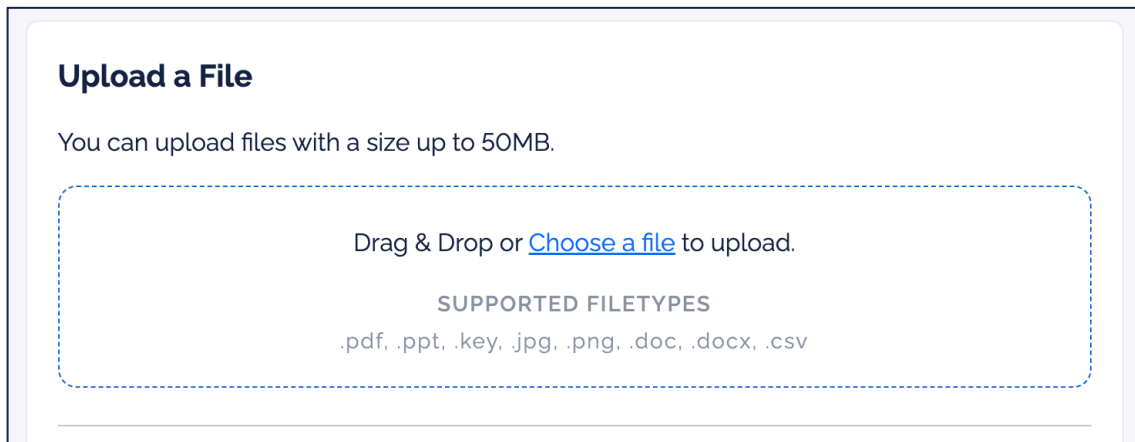 Upload a File
You can upload files with a size up to 50MB.
Drag & Drop or Choose a file to upload.
SUPPORTED FILETYPES
.pdf, .ppt, .key, .jpg, .png, .doc, .docx, .csv